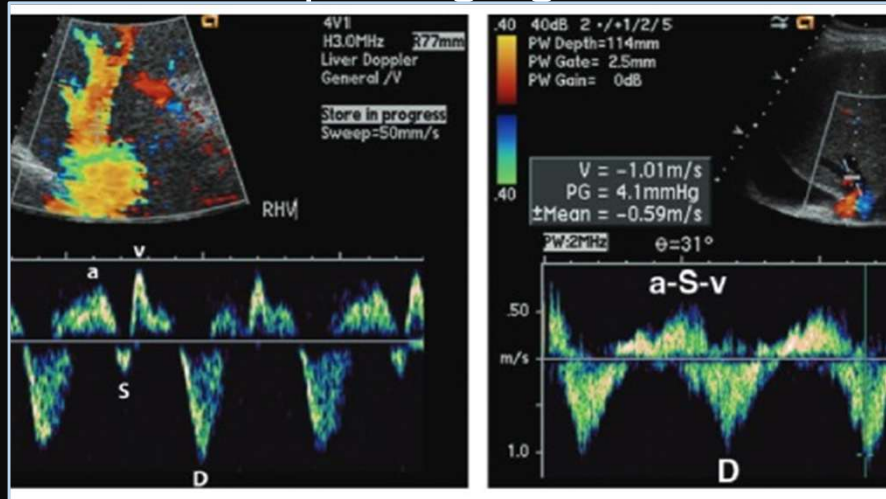 4V1
H3.0MHz R77mm
Liver Doppler
General /V
Store in progress
Sweep=50mm/s
RHV
v
a
S
D
.40 40dB 2 •/+1/2/5
PW Depth=114mm
PW Gate= 2.5mm
PW Gain= 0dB
.40
V = -1.01m/s
PG = 4.1mmHg
±Mean = -0.59m/s
PW:2MHz θ=31°
a-S-v
.50
m/s
1.0
D